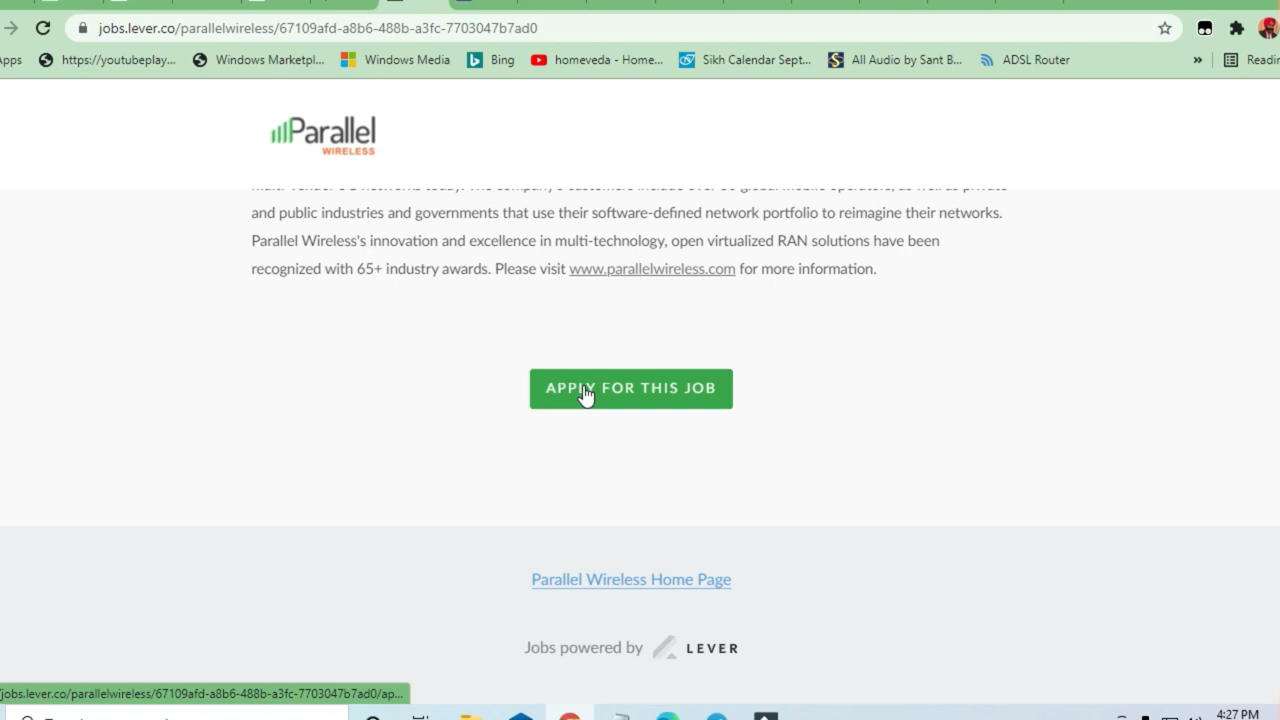 jobs.lever.co/parallelwireless/67109afd-a8b6-488b-a3fc-7703047b7ad0
Apps https://youtubeplay... Windows Marketpl... Windows Media Bing homeveda - Home... Sikh Calendar Sept... All Audio by Sant B... ADSL Router » Readin
Parallel
WIRELESS
and public industries and governments that use their software-defined network portfolio to reimagine their networks.
Parallel Wireless's innovation and excellence in multi-technology, open virtualized RAN solutions have been
recognized with 65+ industry awards. Please visit www.parallelwireless.com for more information.
APPLY FOR THIS JOB
Parallel Wireless Home Page
Jobs powered by LEVER
/jobs.lever.co/parallelwireless/67109afd-a8b6-488b-a3fc-7703047b7ad0/ap...
4:27 PM